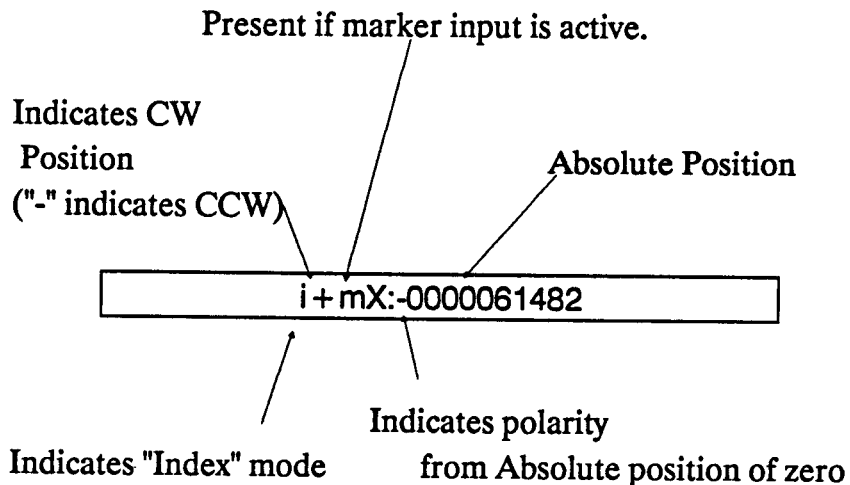 Present if marker input is active.
Indicates CW
Position
("-" indicates CCW)
Absolute Position
i+mX:-0000061482
Indicates "Index" mode
Indicates polarity
from Absolute position of zero